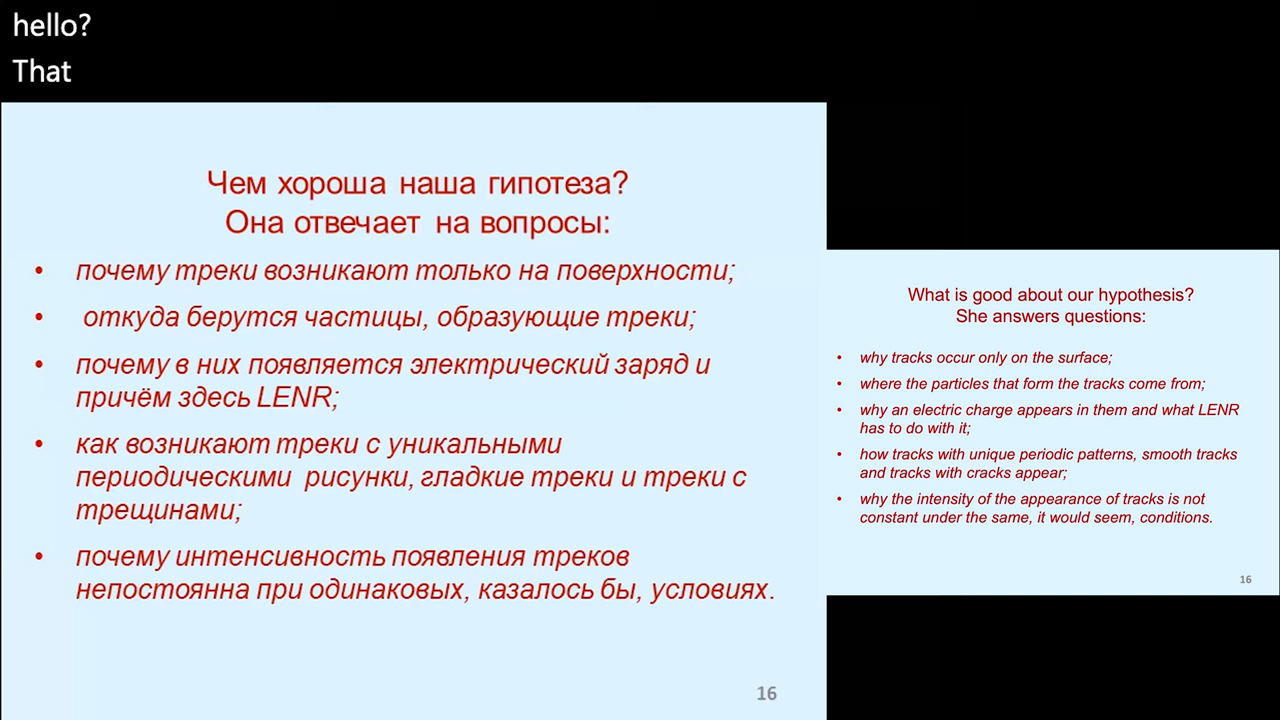 hello?
That
Чем хороша наша гипотеза?
Она отвечает на вопросы:
• почему треки возникают только на поверхности;
• откуда берутся частицы, образующие треки;
• почему в них появляется электрический заряд и
причём здесь LENR;
• как возникают треки с уникальными
периодическими рисунки, гладкие треки и треки с
трещинами;
• почему интенсивность появления треков
непостоянна при одинаковых, казалось бы, условиях.
16
What is good about our hypothesis?
She answers questions:
• why tracks occur only on the surface;
• where the particles that form the tracks come from;
• why an electric charge appears in them and what LENR
has to do with it;
• how tracks with unique periodic patterns, smooth tracks
and tracks with cracks appear;
• why the intensity of the appearance of tracks is not
constant under the same, it would seem, conditions.
16